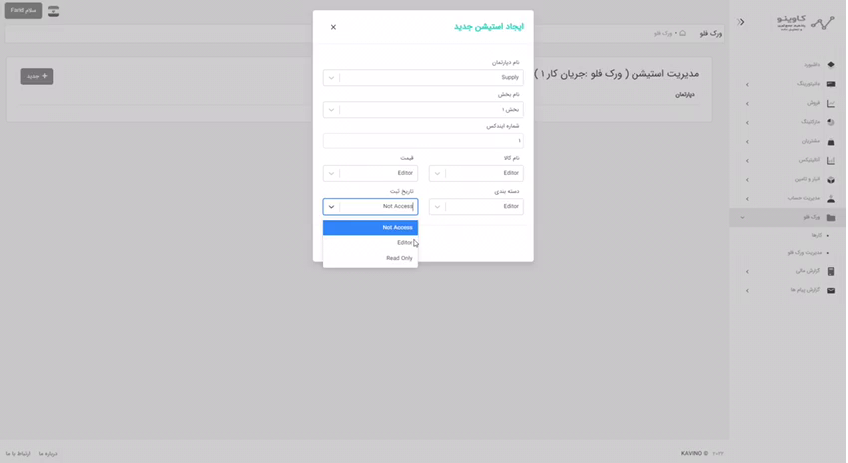 سلام Farid
کاوینو
ورک فلو
ورک فلو
مدیریت استیشن ( ورک فلو :جریان کار ۱ )
+ جدید
دپارتمان
ایجاد استیشن جدید
نام دپارتمان
Supply
نام بخش
بخش ۱
شماره ایندکس
۱
نام کالا
قیمت
Editor
Editor
دسته بندی
تاریخ ثبت
Editor
Not Access
Not Access
Editor
Read Only
داشبورد
مانیتورینگ
فروش
مارکتینگ
مشتریان
آنالیتیکس
انبار و تامین
مدیریت حساب
ورک فلو
کارها
مدیریت ورک فلو
گزارش مالی
گزارش پیام ها
KAVINO © ۲۰۲۲
درباره ما
ارتباط با ما